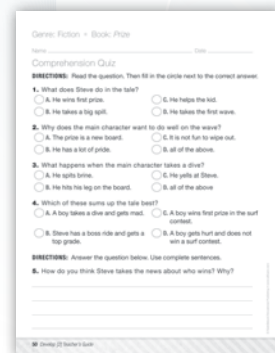 Genre: Fiction • Book: Prize
Name Date
Comprehension Quiz
DIRECTIONS: Read the question. Then fill in the circle next to the correct answer.
1. What does Steve do in the tale?
A. He wins first prize. C. He helps the kid.
B. He takes a big spill. B. He takes the first wave.
2. Why does the main character want to do well on the wave?
A. The prize is a new board. C. It is not fun to wipe out.
B. He has a lot of pride. B. all of the above.
3. What happens when the main character takes a dive?
A. He spits brine. C. He yells at Steve.
B. He hits his leg on the board. B. all of the above
4. Which of these sums up the tale best?
A. A boy takes a dive and gets mad. C. A boy wins first prize in the surf
contest.
B. Steve has a boss ride and gets a B. A boy gets hurt and does not
top grade. win a surf contest.
DIRECTIONS: Answer the question below. Use complete sentences.
5. How do you think Steve takes the news about who wins? Why?
Teacher's Guide